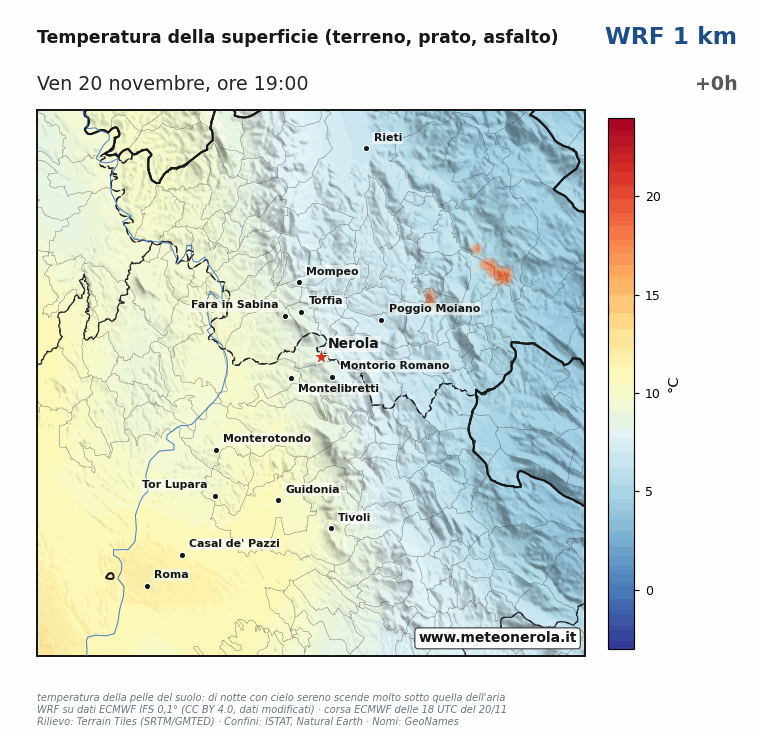 Temperatura della superficie (terreno, prato, asfalto)
WRF 1 km
Ven 20 novembre, ore 19:00
+0h
Rieti
Mompeo
Fara in Sabina
Toffia
Poggio Moiano
Nerola
Montorio Romano
Montelibretti
Monterotondo
Tor Lupara
Guidonia
Tivoli
Casal de' Pazzi
Roma
www.meteonerola.it
20
15
10
5
0
°C
temperatura della pelle del suolo: di notte con cielo sereno scende molto sotto quella dell'aria
WRF su dati ECMWF IFS 0,1° (CC BY 4.0, dati modificati) · corsa ECMWF delle 18 UTC del 20/11
Rilievo: Terrain Tiles (SRTM/GMTED) · Confini: ISTAT, Natural Earth · Nomi: GeoNames